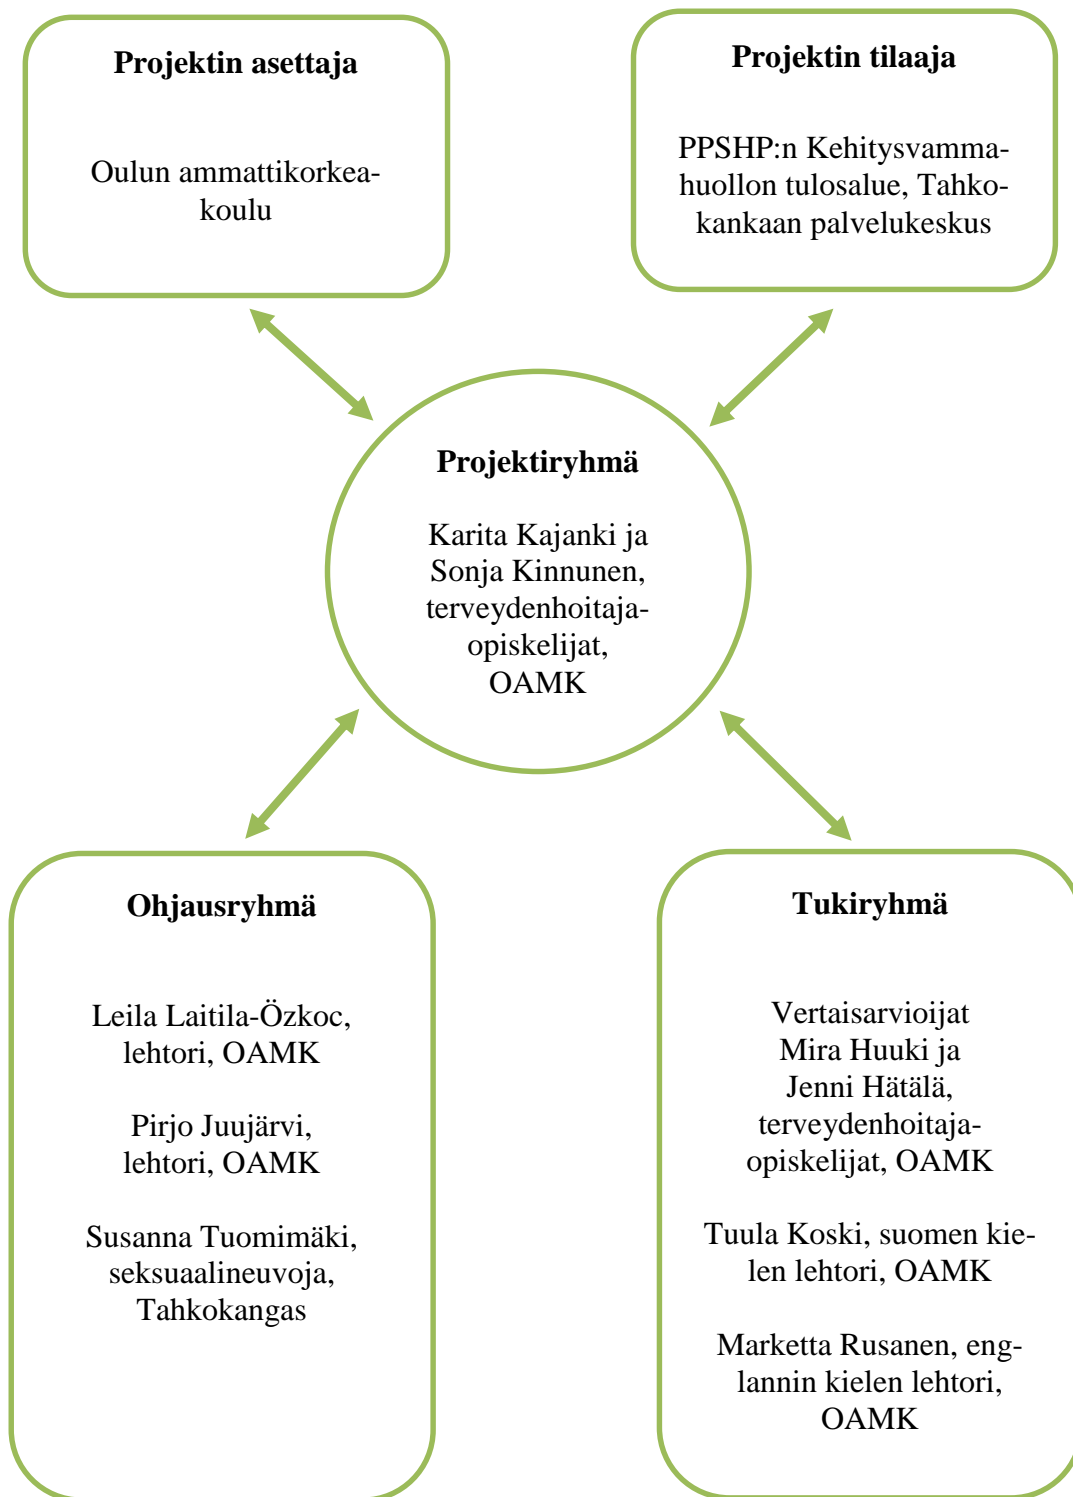 Projektin asettaja
Oulun ammattikorkea-
koulu
Projektin tilaaja
PPSHP:n Kehitysvamma-
huollon tulosalue, Tahko-
kankaan palvelukeskus
Projektiryhmä
Karita Kajanki ja
Sonja Kinnunen,
terveydenhoitaja-
opiskelijat,
OAMK
Ohjausryhmä
Leila Laitila-Özkoc,
lehtori, OAMK
Pirjo Juujärvi,
lehtori, OAMK
Susanna Tuomimäki,
seksuaalineuvoja,
Tahkokangas
Tukiryhmä
Vertaisarvioijat
Mira Huuki ja
Jenni Hätälä,
terveydenhoitaja-
opiskelijat, OAMK
Tuula Koski, suomen kie-
len lehtori, OAMK
Marketta Rusanen, eng-
lannin kielen lehtori,
OAMK